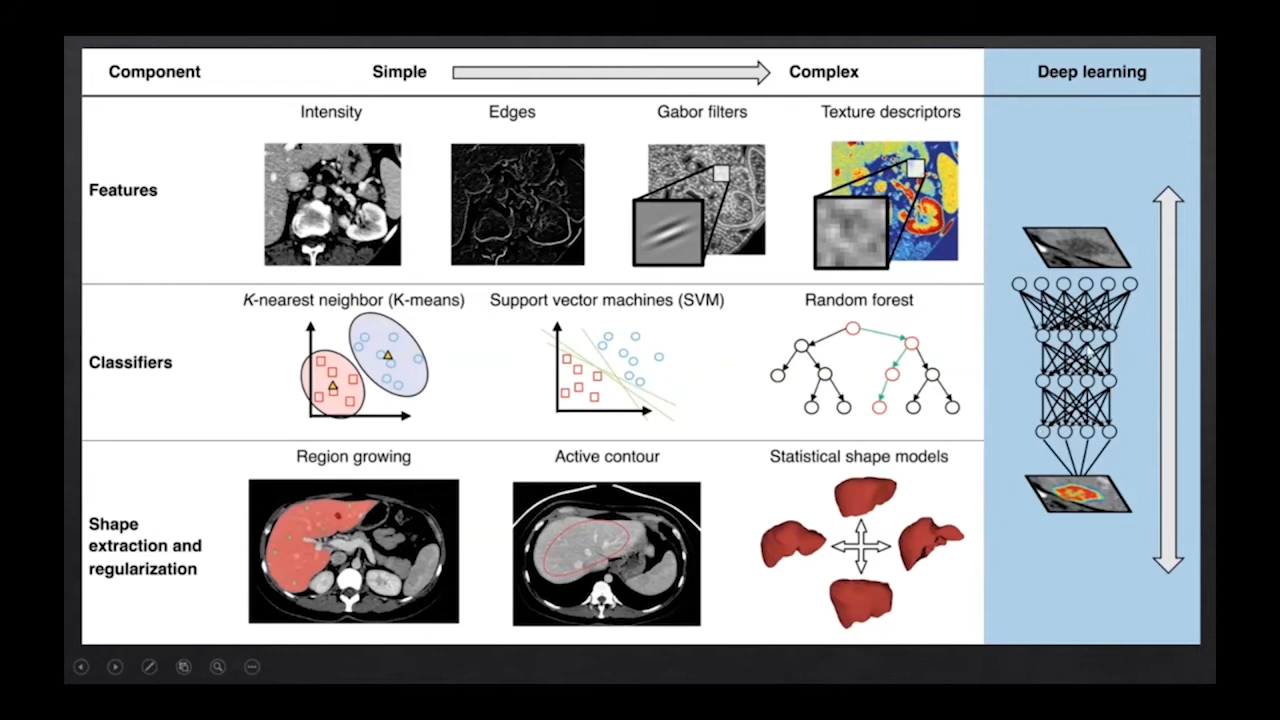 Component
Simple
Complex
Deep learning
Features
Intensity
Edges
Gabor filters
Texture descriptors
Classifiers
K-nearest neighbor (K-means)
Support vector machines (SVM)
Random forest
Shape
extraction and
regularization
Region growing
Active contour
Statistical shape models